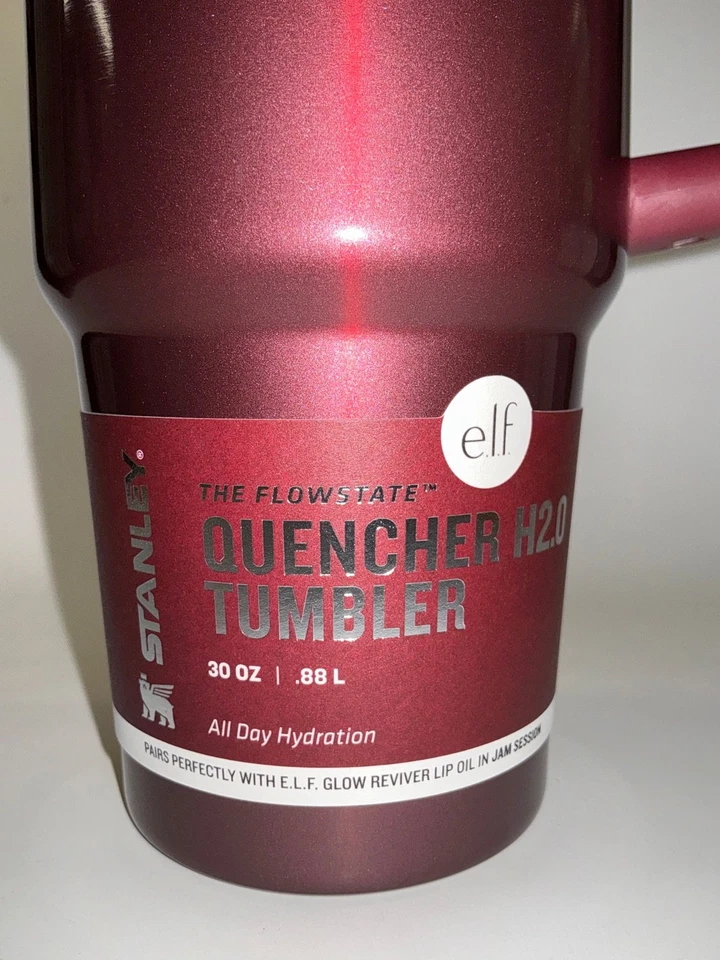 e.l.f.
STANLEY®
THE FLOWSTATE™
QUENCHER H2.0
TUMBLER
30 OZ | .88 L
All Day Hydration
PAIRS PERFECTLY WITH E.L.F. GLOW REVIVER LIP OIL IN JAM SESSION